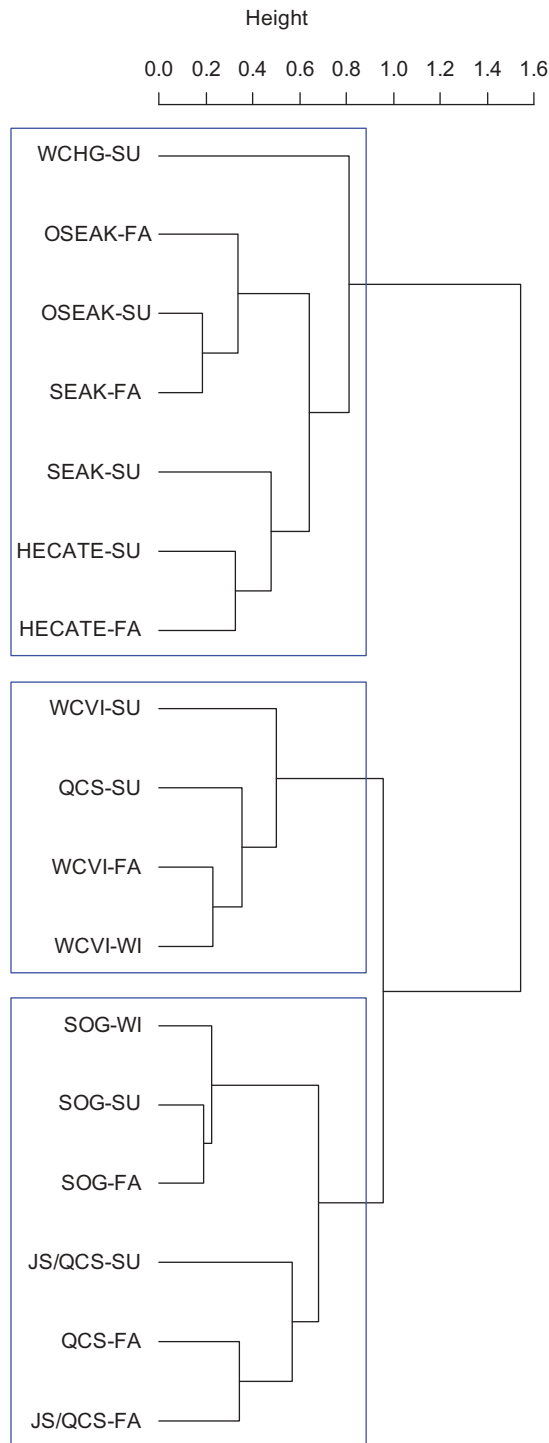 Height
0.0 0.2 0.4 0.6 0.8 1.0 1.2 1.4 1.6
WCHG-SU
OSEAK-FA
OSEAK-SU
SEAK-FA
SEAK-SU
HECATE-SU
HECATE-FA
WCVI-SU
QCS-SU
WCVI-FA
WCVI-WI
SOG-WI
SOG-SU
SOG-FA
JS/QCS-SU
QCS-FA
JS/QCS-FA